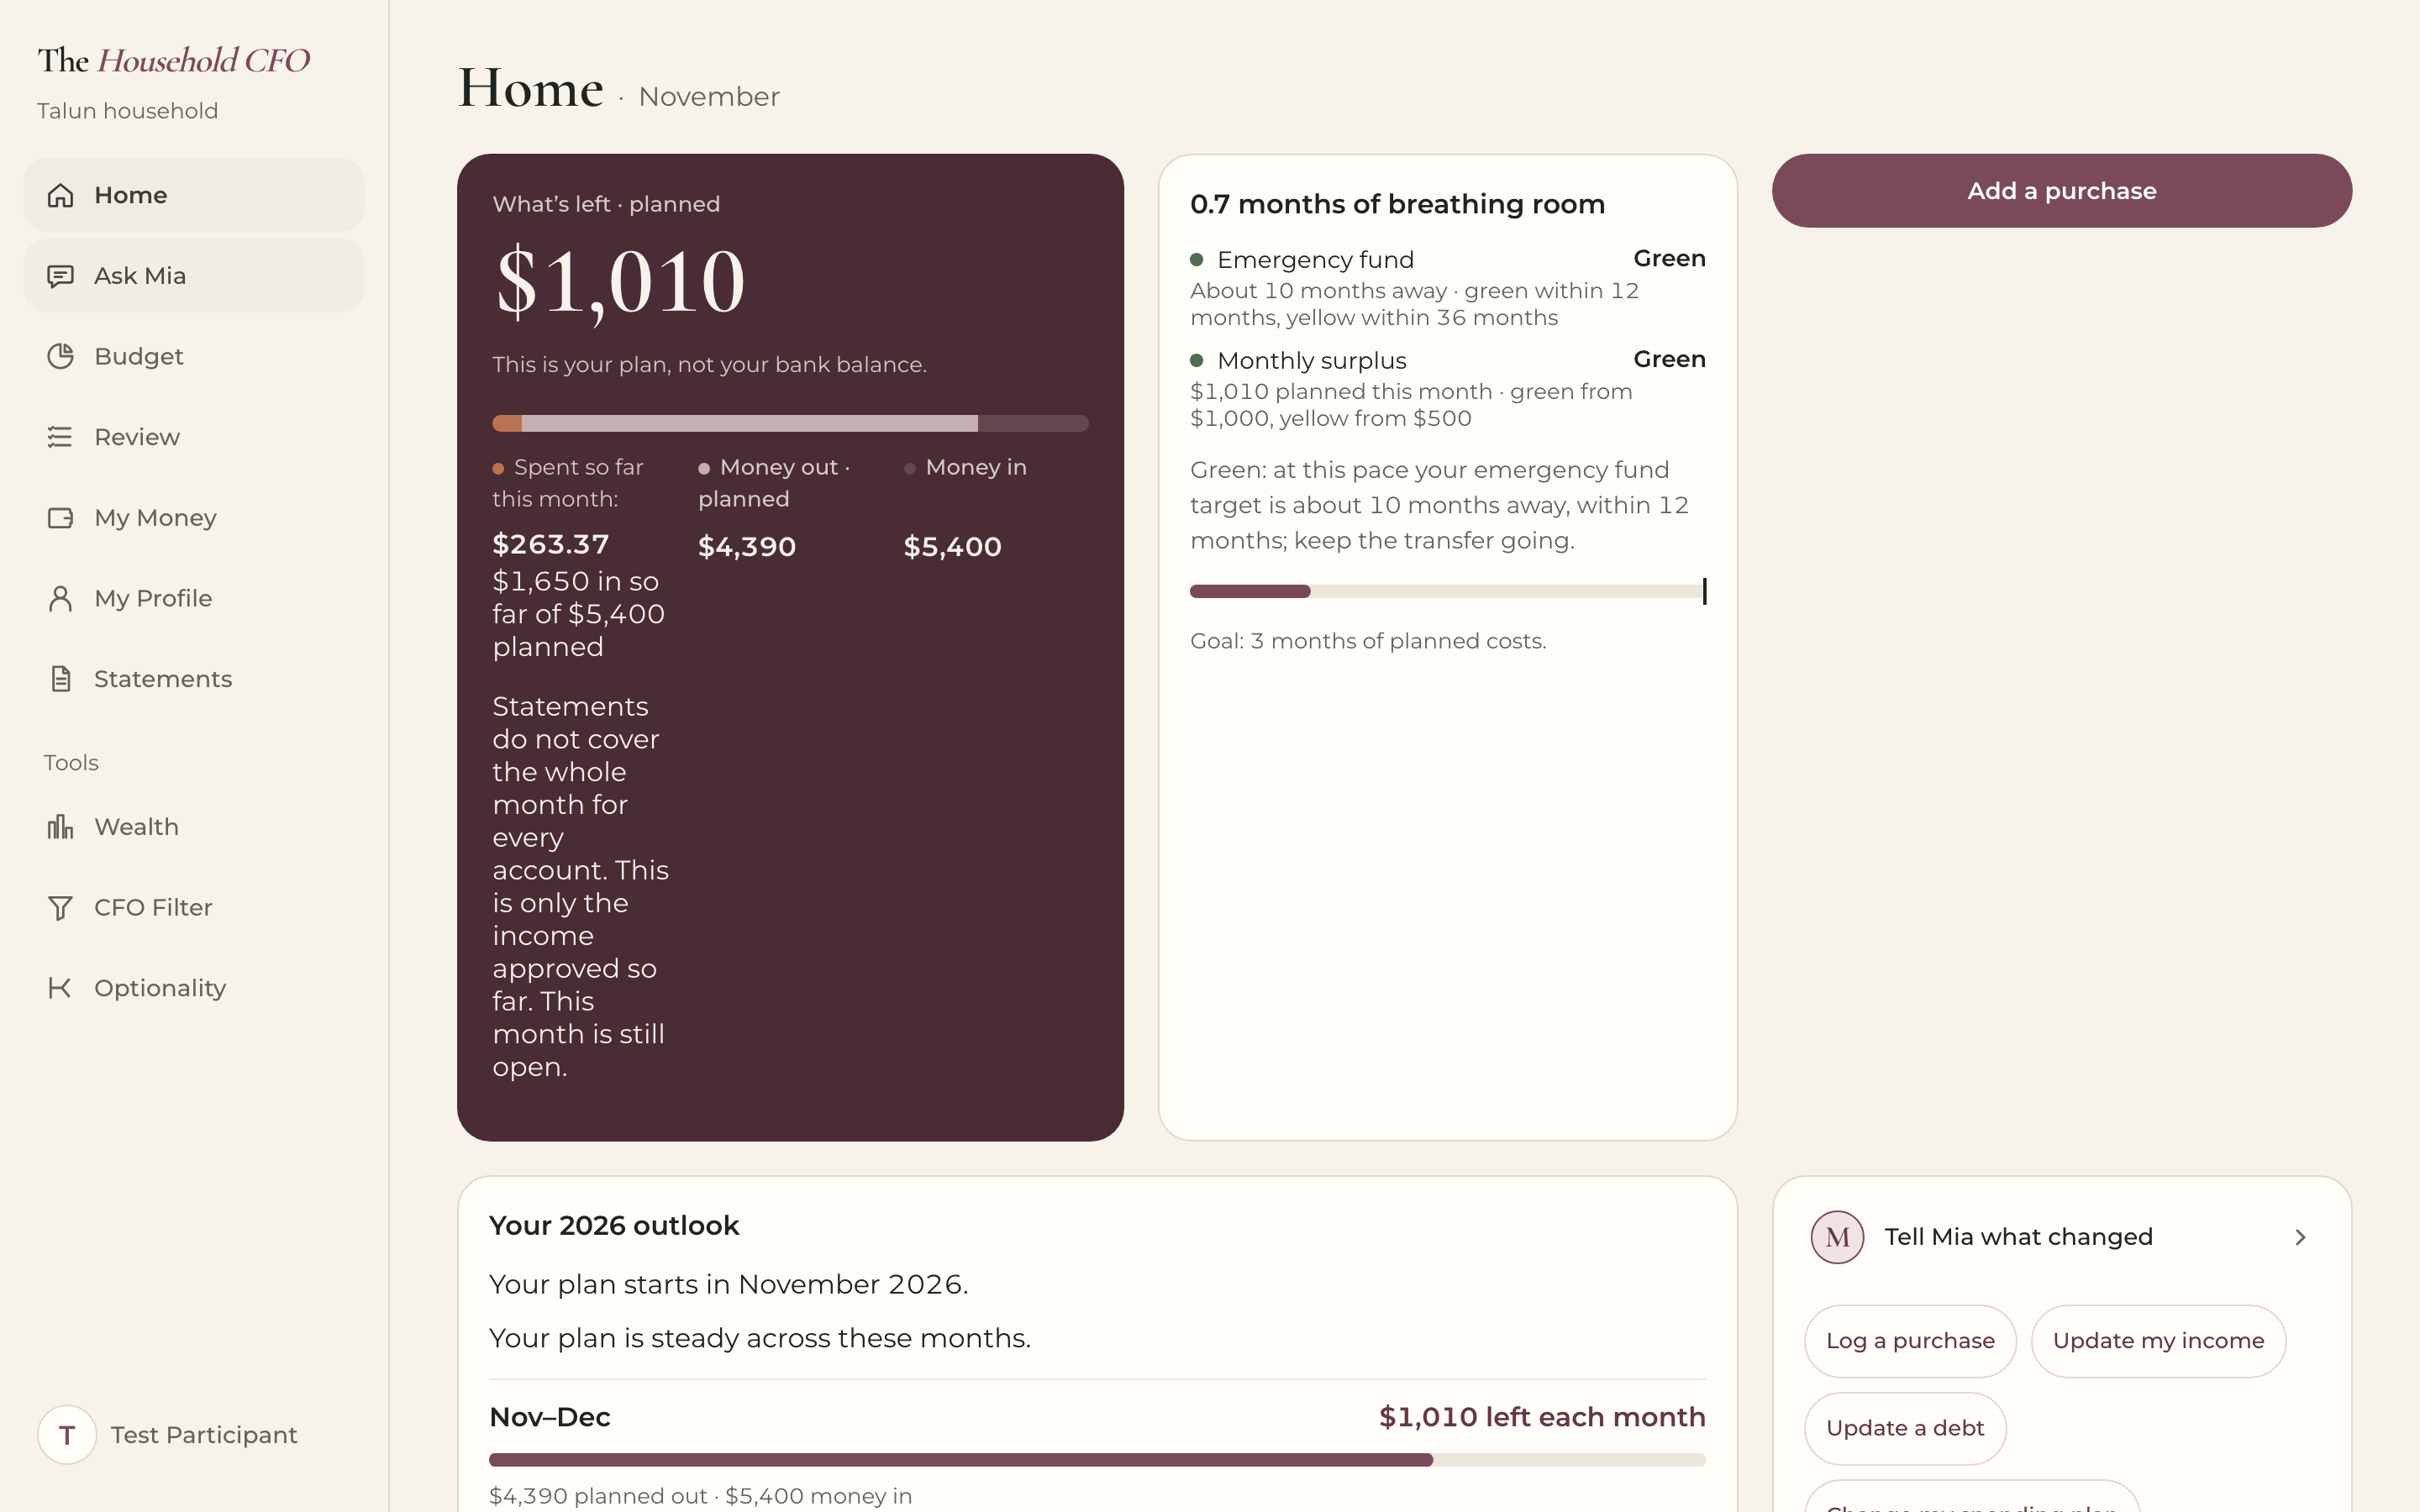 The Household CFO
Talun household
Home
Ask Mia
Budget
Review
My Money
My Profile
Statements
Tools
Wealth
CFO Filter
Optionality
T
Test Participant
Home · November
What’s left · planned
$1,010
This is your plan, not your bank balance.
Spent so far
this month:
$263.37
$1,650 in so
far of $5,400
planned
Statements
do not cover
the whole
month for
every
account. This
is only the
income
approved so
far. This
month is still
open.
Money out ·
planned
$4,390
Money in
$5,400
0.7 months of breathing room
Emergency fund Green
About 10 months away · green within 12
months, yellow within 36 months
Monthly surplus Green
$1,010 planned this month · green from
$1,000, yellow from $500
Green: at this pace your emergency fund
target is about 10 months away, within 12
months; keep the transfer going.
Goal: 3 months of planned costs.
Add a purchase
Your 2026 outlook
Your plan starts in November 2026.
Your plan is steady across these months.
Nov–Dec $1,010 left each month
$4,390 planned out · $5,400 money in
M
Tell Mia what changed
Log a purchase
Update my income
Update a debt
Change my spending plan